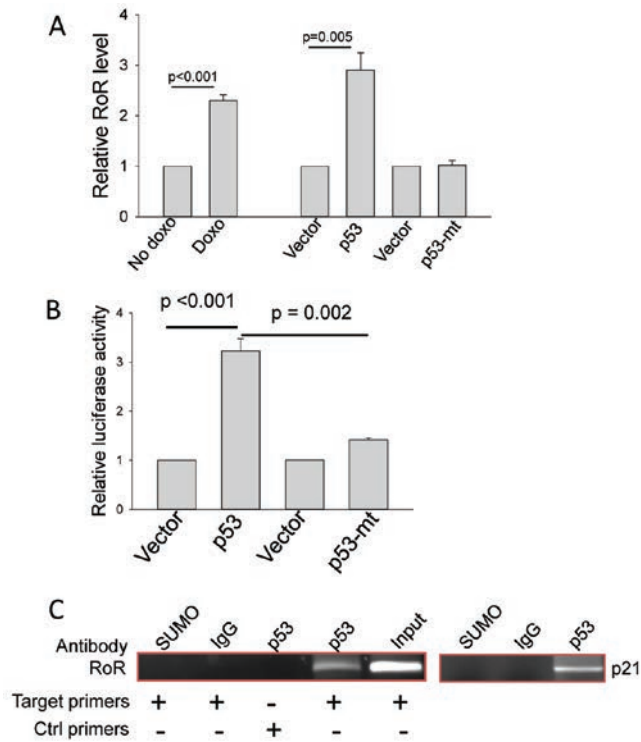 A
Relative RoR level
4
3
2
1
0
p<0.001
p=0.005
No doxo
Doxo
Vector
p53
Vector
p53-mt
B
Relative luciferase activity
4
3
2
1
0
p <0.001
p = 0.002
Vector
p53
Vector
p53-mt
C
Antibody SUMO IgG p53 p53 Input SUMO IgG p53
RoR p21
Target primers + + - + +
Ctrl primers - - + - -